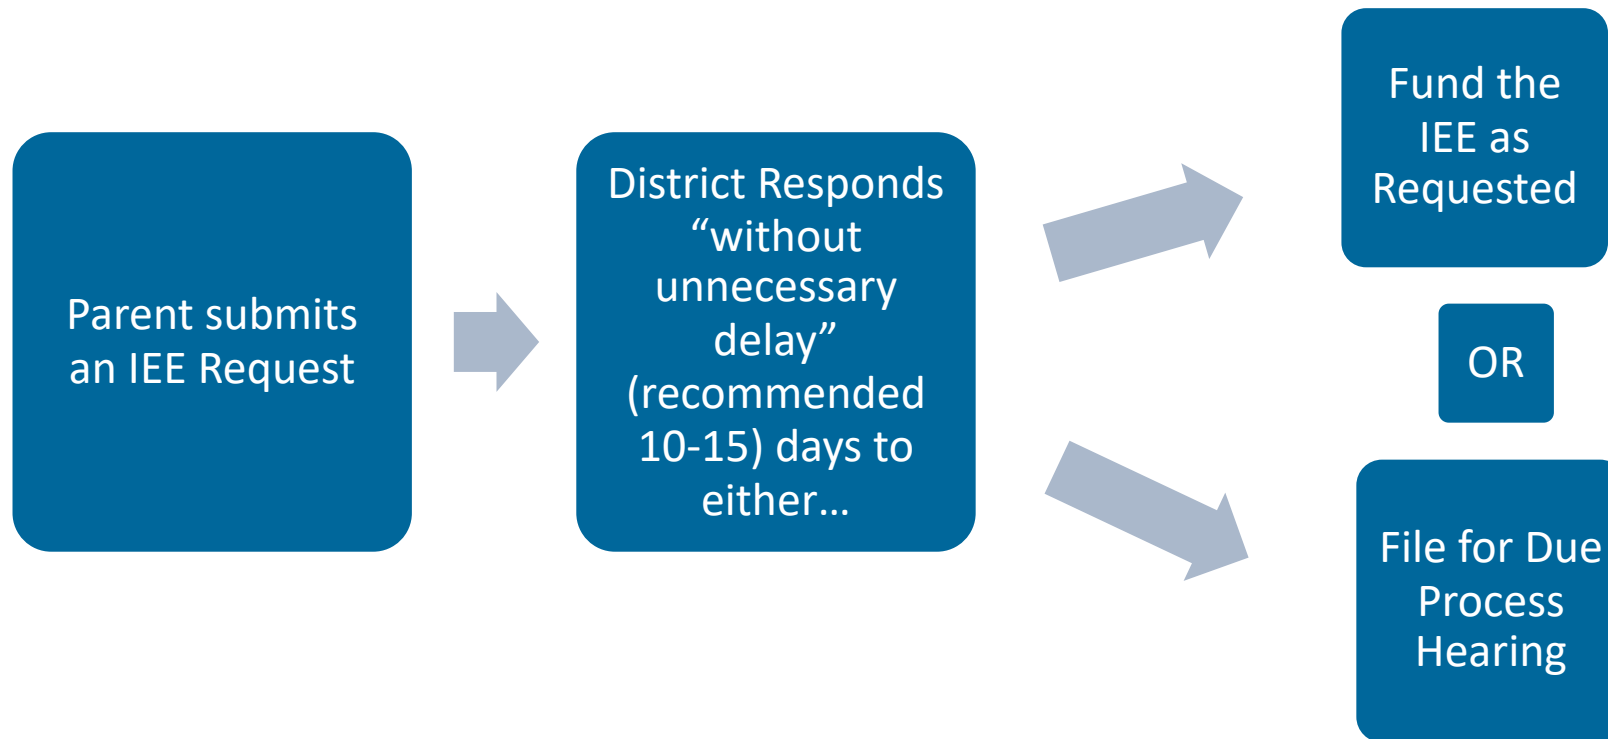 Parent submits
an IEE Request
District Responds
“without
unnecessary
delay”
(recommended
10-15) days to
either…
Fund the
IEE as
Requested
OR
File for Due
Process
Hearing